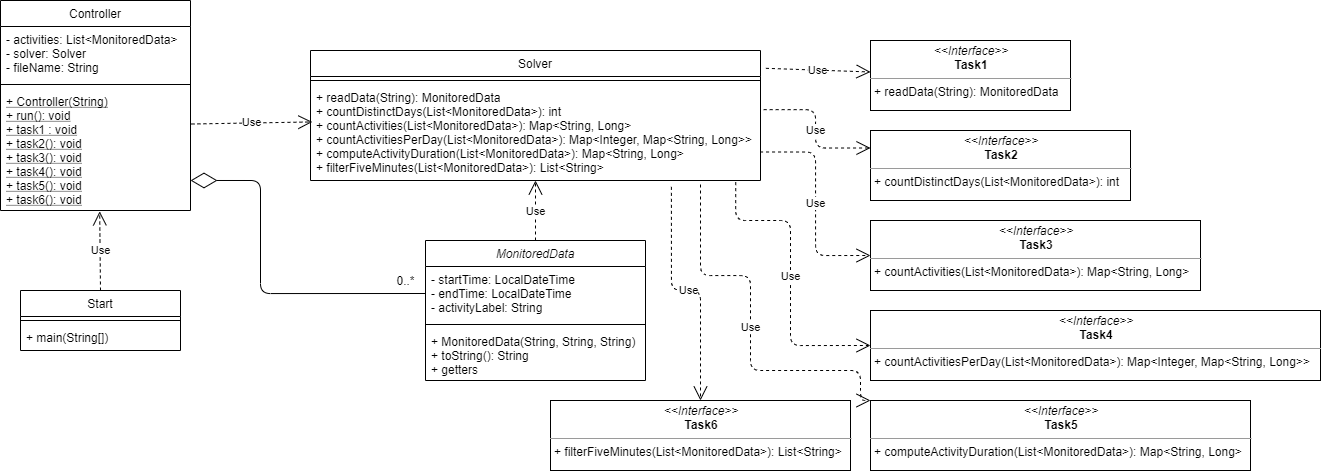 Controller
- activities: List<MonitoredData>
- solver: Solver
- fileName: String
+ Controller(String)
+ run(): void
+ task1 : void
+ task2(): void
+ task3(): void
+ task4(): void
+ task5(): void
+ task6(): void
Use
Start
+ main(String[])
Use
Solver
+ readData(String): MonitoredData
+ countDistinctDays(List<MonitoredData>): int
+ countActivities(List<MonitoredData>): Map<String, Long>
+ countActivitiesPerDay(List<MonitoredData>): Map<Integer, Map<String, Long>>
+ computeActivityDuration(List<MonitoredData>): Map<String, Long>
+ filterFiveMinutes(List<MonitoredData>): List<String>
Use
0..*
MonitoredData
- startTime: LocalDateTime
- endTime: LocalDateTime
- activityLabel: String
+ MonitoredData(String, String, String)
+ toString(): String
+ getters
Use
<<Interface>>
Task1
+ readData(String): MonitoredData
Use
<<Interface>>
Task2
+ countDistinctDays(List<MonitoredData>): int
Use
<<Interface>>
Task3
+ countActivities(List<MonitoredData>): Map<String, Long>
Use
<<Interface>>
Task4
+ countActivitiesPerDay(List<MonitoredData>): Map<Integer, Map<String, Long>>
Use
<<Interface>>
Task5
+ computeActivityDuration(List<MonitoredData>): Map<String, Long>
Use
<<Interface>>
Task6
+ filterFiveMinutes(List<MonitoredData>): List<String>